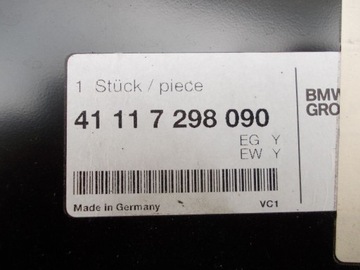 1 Stück / piece
41 11 7 298 090
EG Y
EW Y
Made in Germany
VC1
BMW
GRO